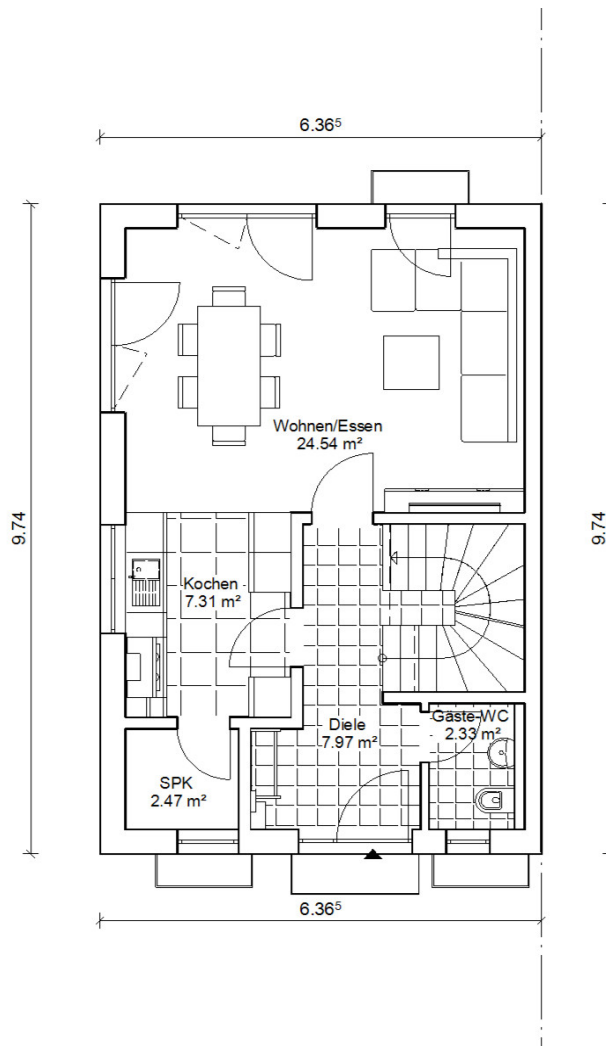 6.36⁵
9.74
9.74
Wohnen/Essen
24.54 m²
Kochen
7.31 m²
Diele
7.97 m²
Gäste-WC
2.33 m²
SPK
2.47 m²
6.36⁵